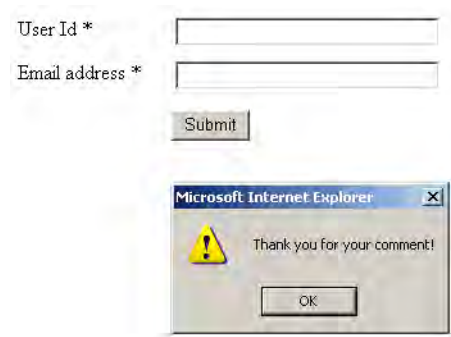 User Id *
Email address *
Submit
Microsoft Internet Explorer
Thank you for your comment!
OK